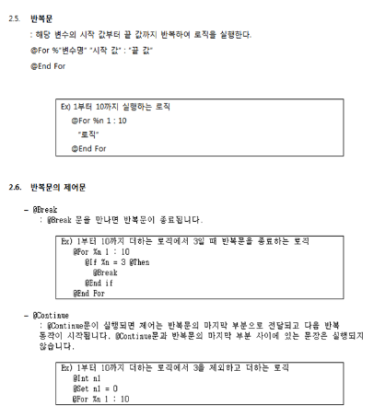 2.5. 반복문
: 해당 변수의 시작 값부터 끝 값까지 반복하여 로직을 실행한다.
@For %"변수명" "시작 값" : "끝 값"
@End For
Ex) 1부터 10까지 실행하는 로직
@For %n 1 : 10
"로직"
@End For
2.6. 반복문의 제어문
- @Break
: @Break 문을 만나면 반복문이 종료됩니다.
Ex) 1부터 10까지 더하는 로직에서 3일 때 반복문을 종료하는 로직
@For %n 1 : 10
@If %n = 3 @Then
@Break
@End if
@End For
- @Continue
: @Continue문이 실행되면 제어는 반복문의 마지막 부분으로 전달되고 다음 반복
동작이 시작됩니다. @Continue문과 반복문의 마지막 부분 사이에 있는 문장은 실행되지
않습니다.
Ex) 1부터 10까지 더하는 로직에서 3을 제외하고 더하는 로직
@Int n1
@Set n1 = 0
@For %n 1 : 10